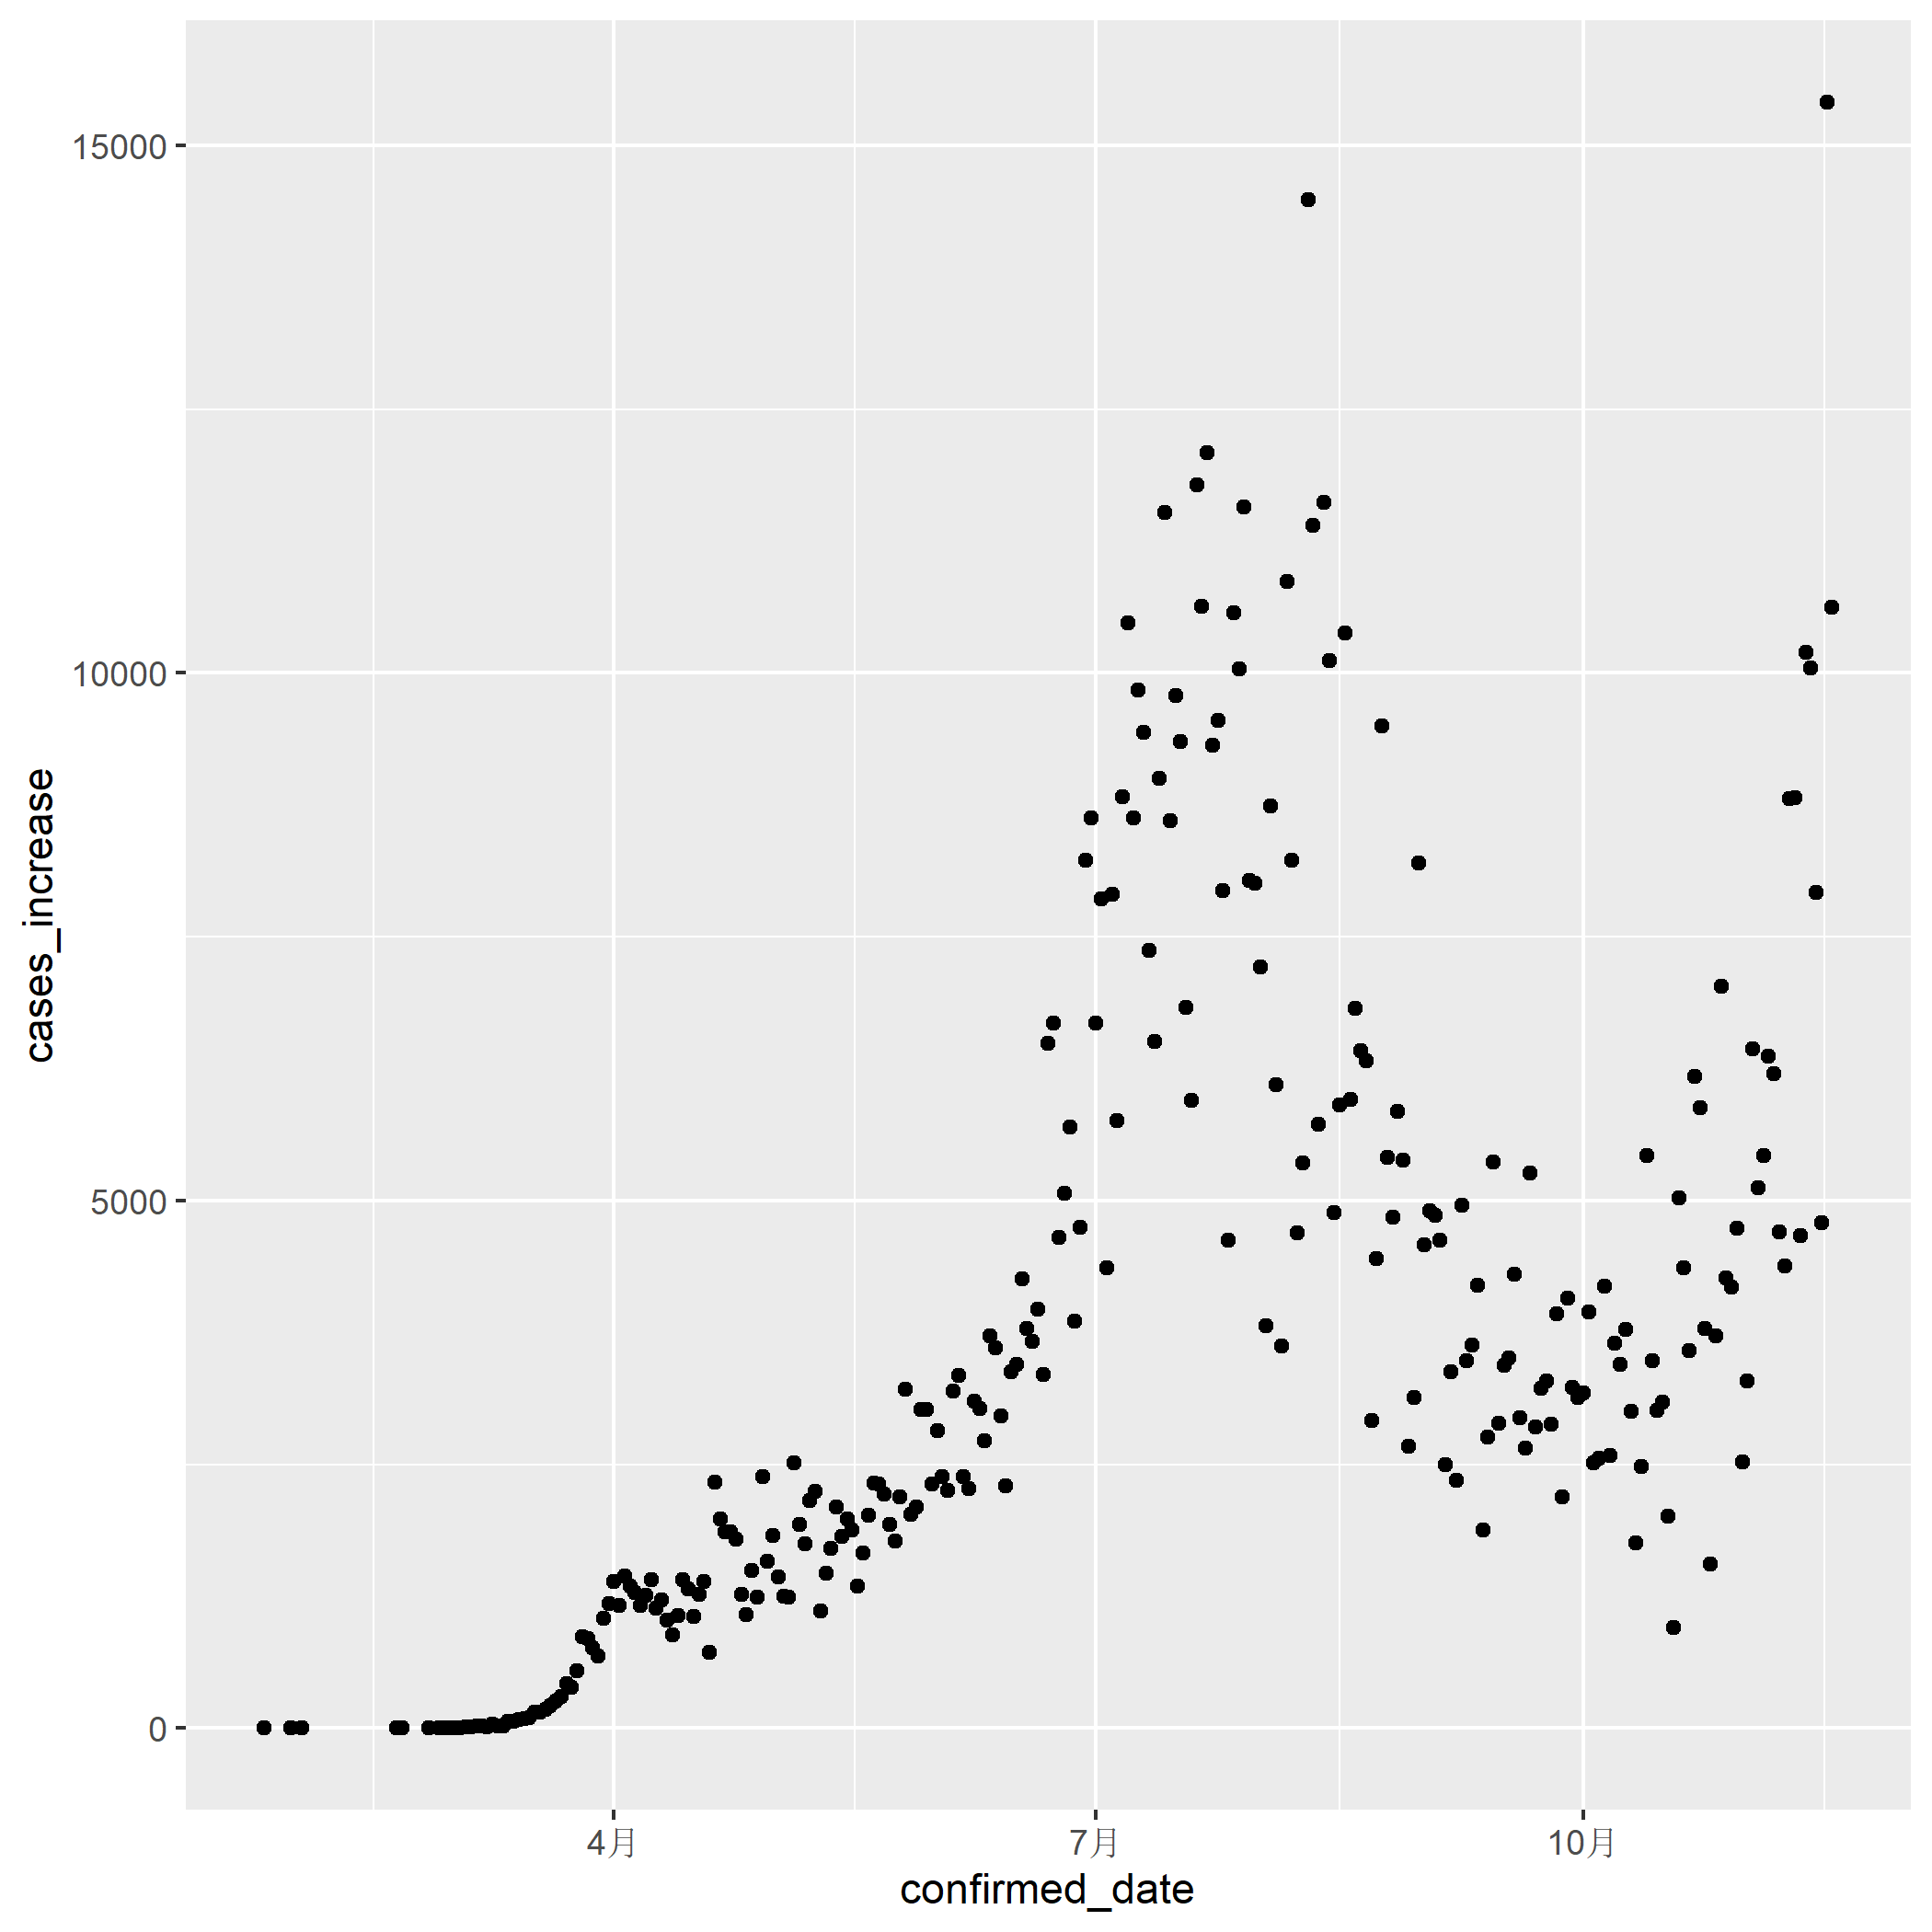 cases_increase
15000
10000
5000
0
4月
7月
10月
confirmed_date